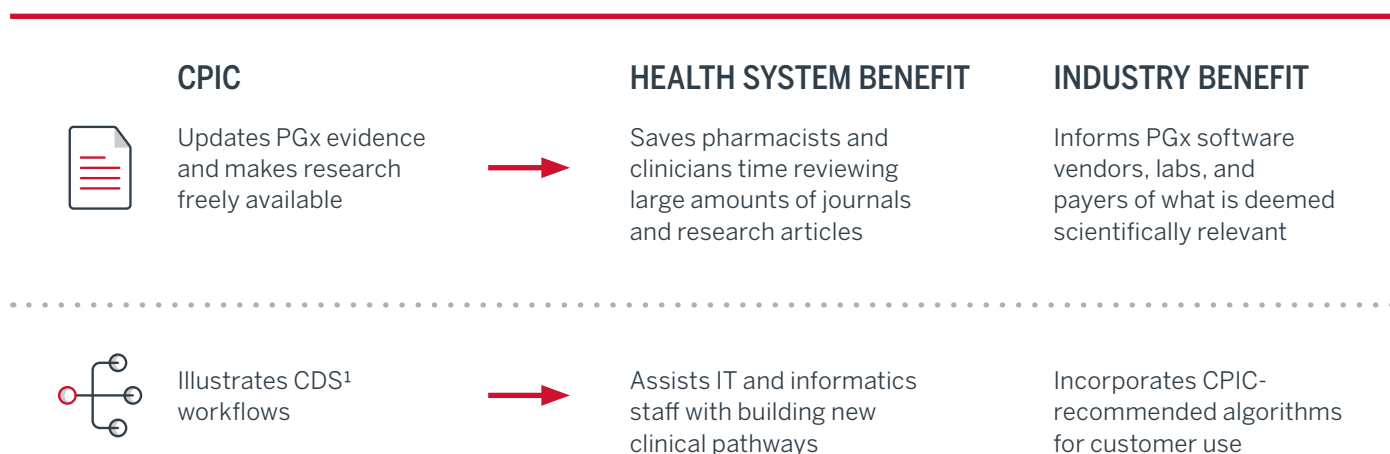 CPIC
HEALTH SYSTEM BENEFIT
INDUSTRY BENEFIT
Updates PGx evidence
and makes research
freely available
Saves pharmacists and
clinicians time reviewing
large amounts of journals
and research articles
Informs PGx software
vendors, labs, and
payers of what is deemed
scientifically relevant
Illustrates CDS¹
workflows
Assists IT and informatics
staff with building new
clinical pathways
Incorporates CPIC-
recommended algorithms
for customer use